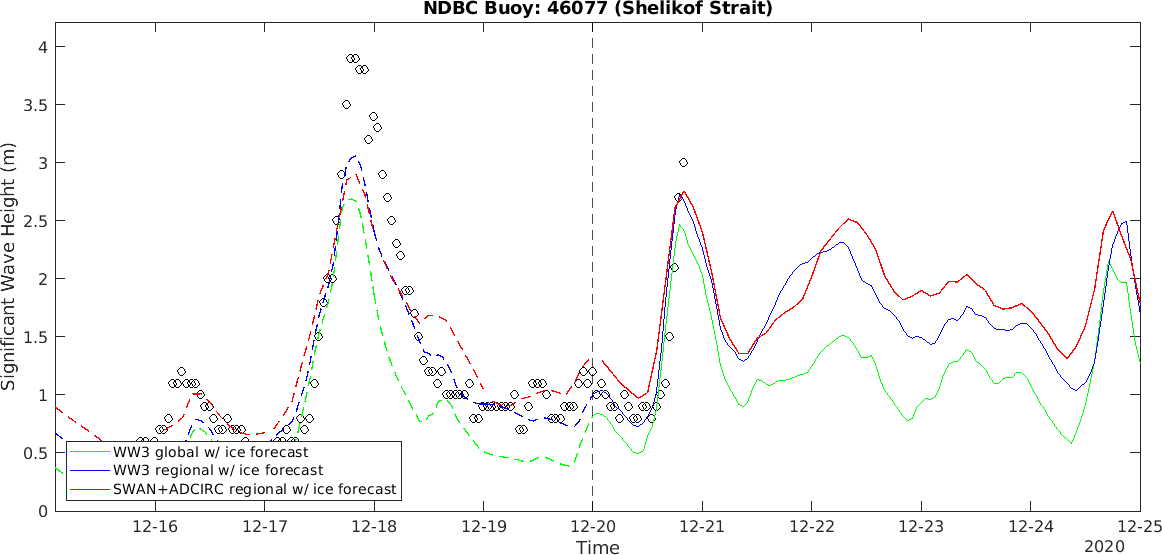 NDBC Buoy: 46077 (Shelikof Strait)
Significant Wave Height (m)
4
3.5
3
2.5
2
1.5
1
0.5
0
WW3 global w/ ice forecast
WW3 regional w/ ice forecast
SWAN+ADCIRC regional w/ ice forecast
12-16 12-17 12-18 12-19 12-20 12-21 12-22 12-23 12-24 12-25
Time
2020